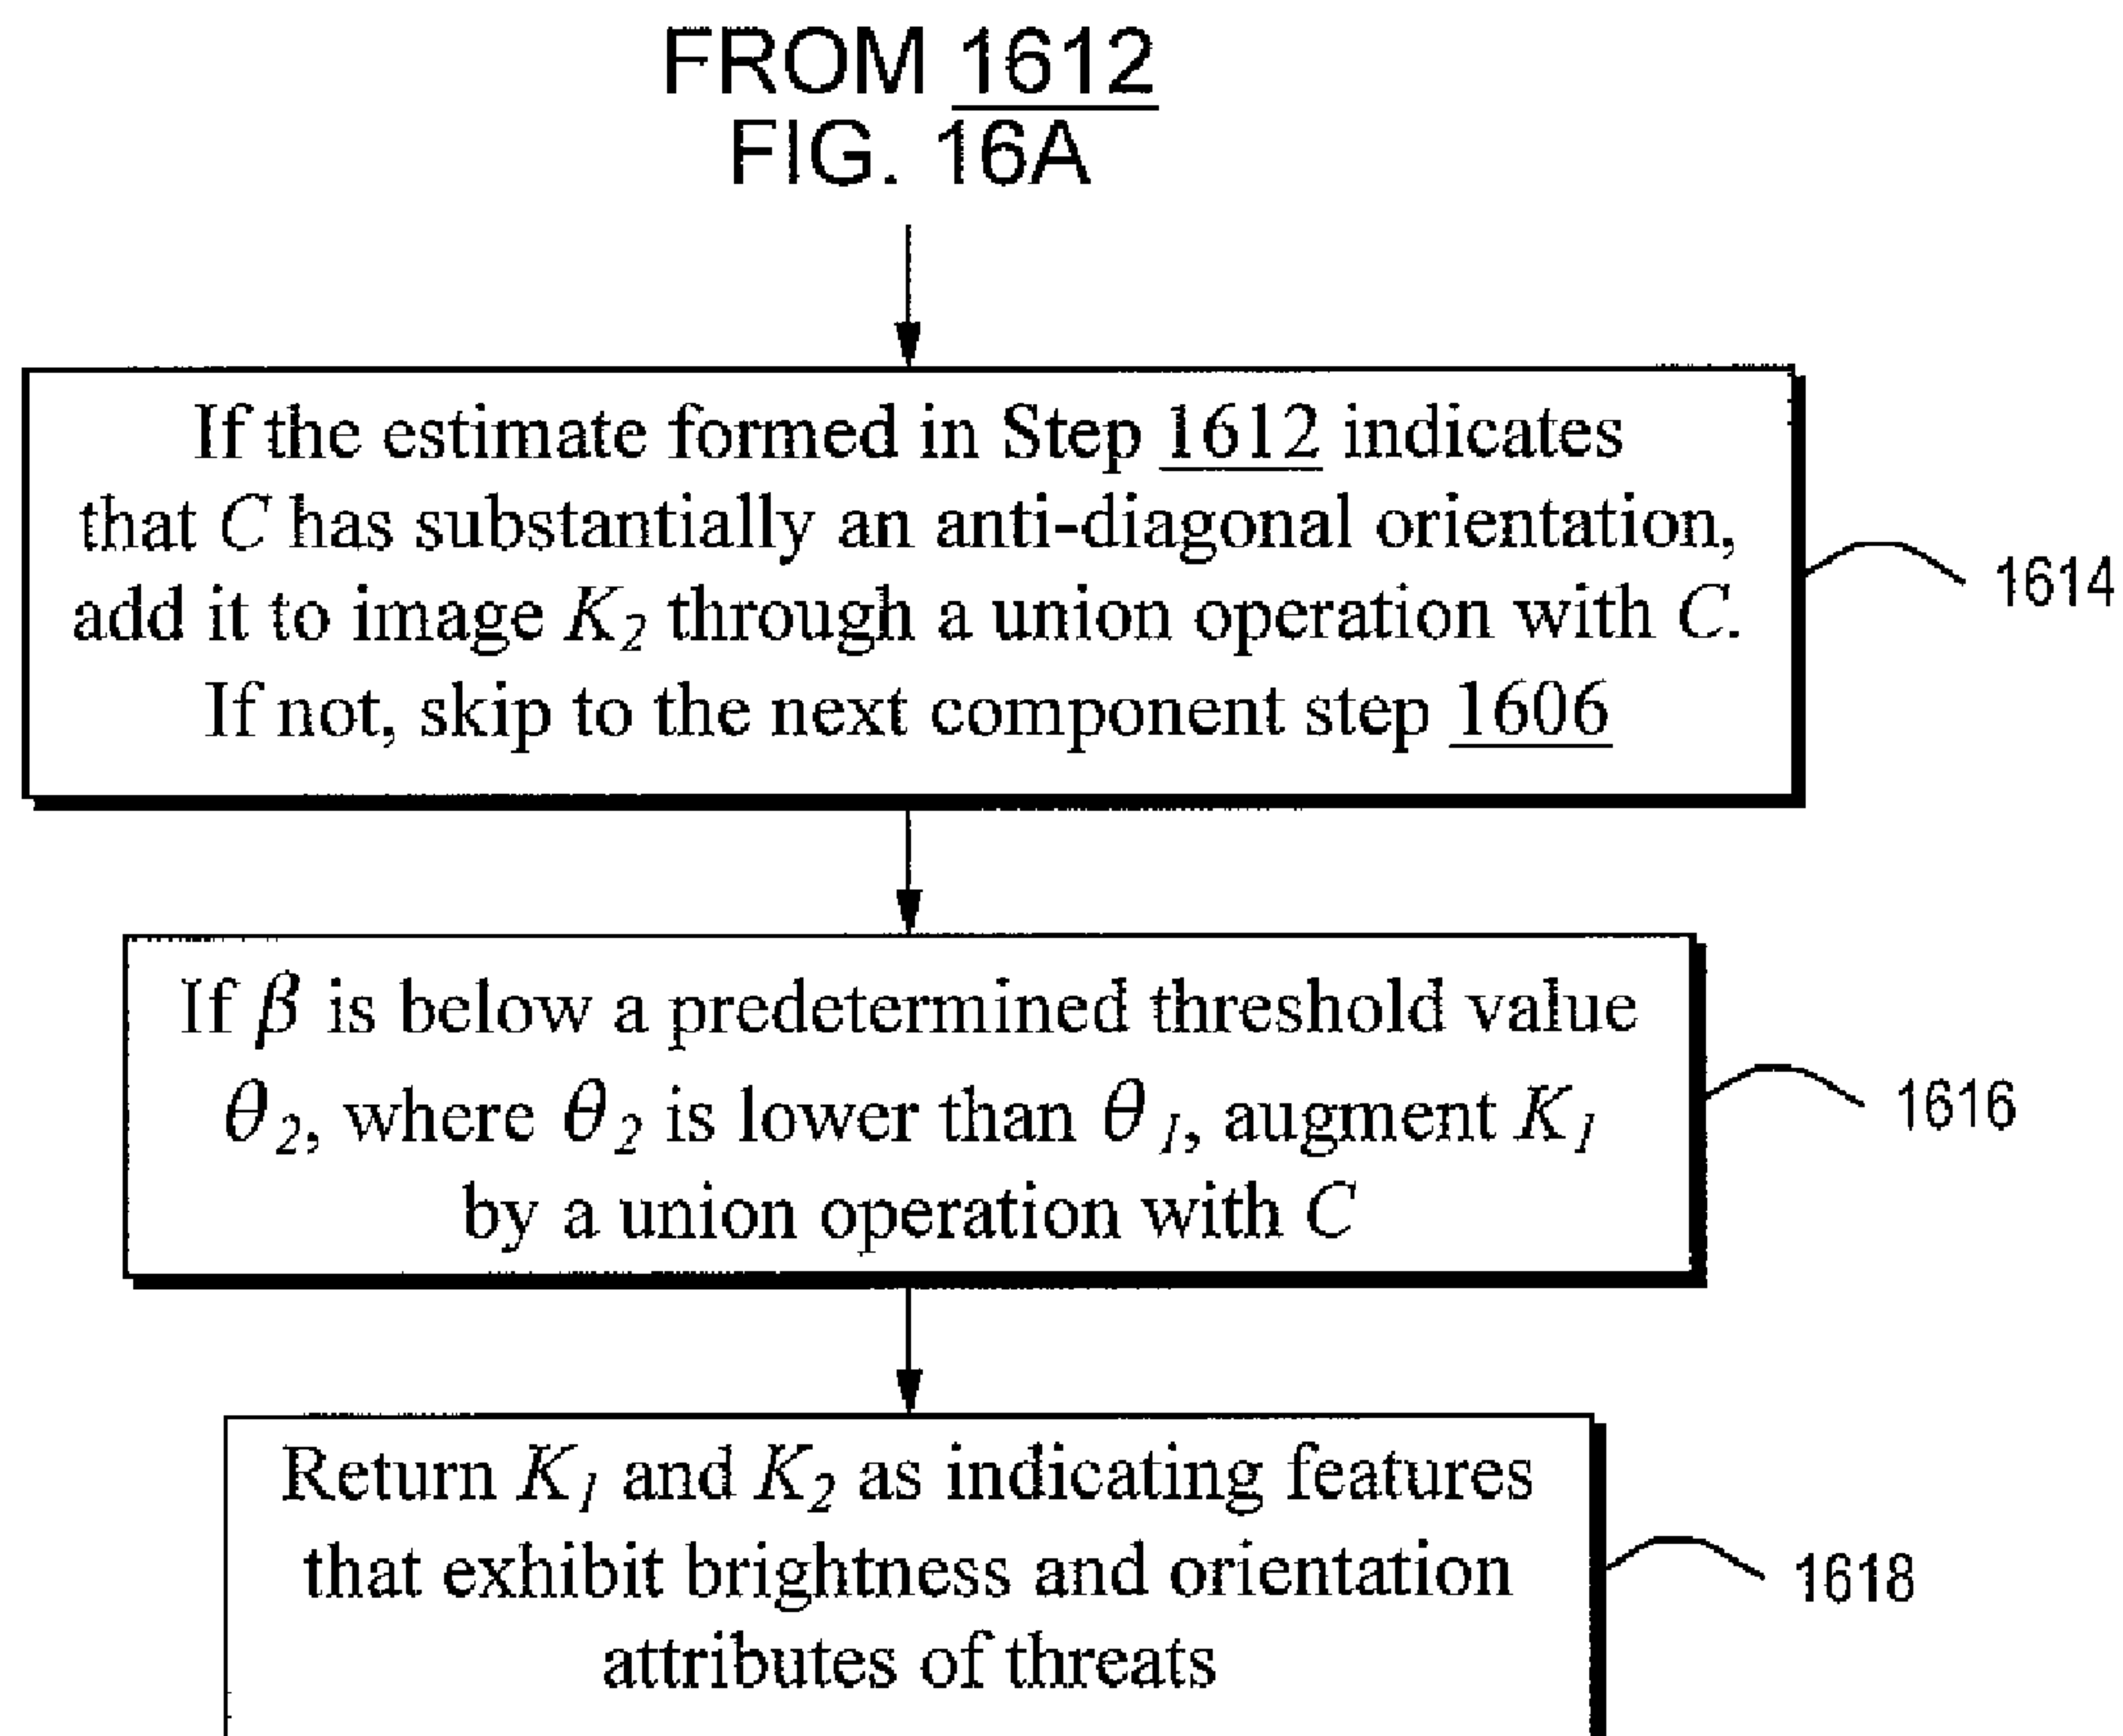 FROM 1612
FIG. 16A
If the estimate formed in Step 1612 indicates
that C has substantially an anti-diagonal orientation,
add it to image K2 through a union operation with C.
If not, skip to the next component step 1606
1614
If β is below a predetermined threshold value
θ2, where θ2 is lower than θ1, augment K1
by a union operation with C
1616
Return K1 and K2 as indicating features
that exhibit brightness and orientation
attributes of threats
1618